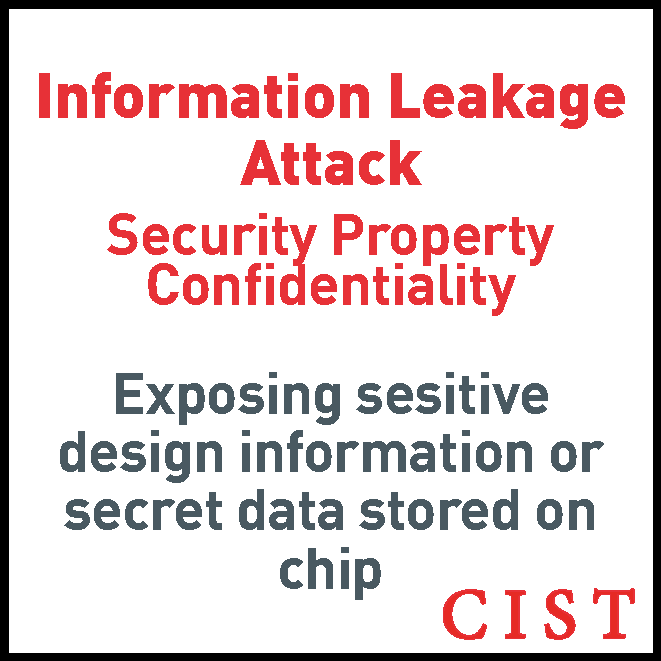 Information Leakage
Attack
Security Property
Confidentiality
Exposing sesitive
design information or
secret data stored on
chip
CIST